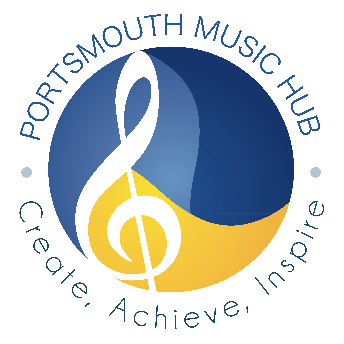 PORTSMOUTH MUSIC HUB
Create, Achieve, Inspire